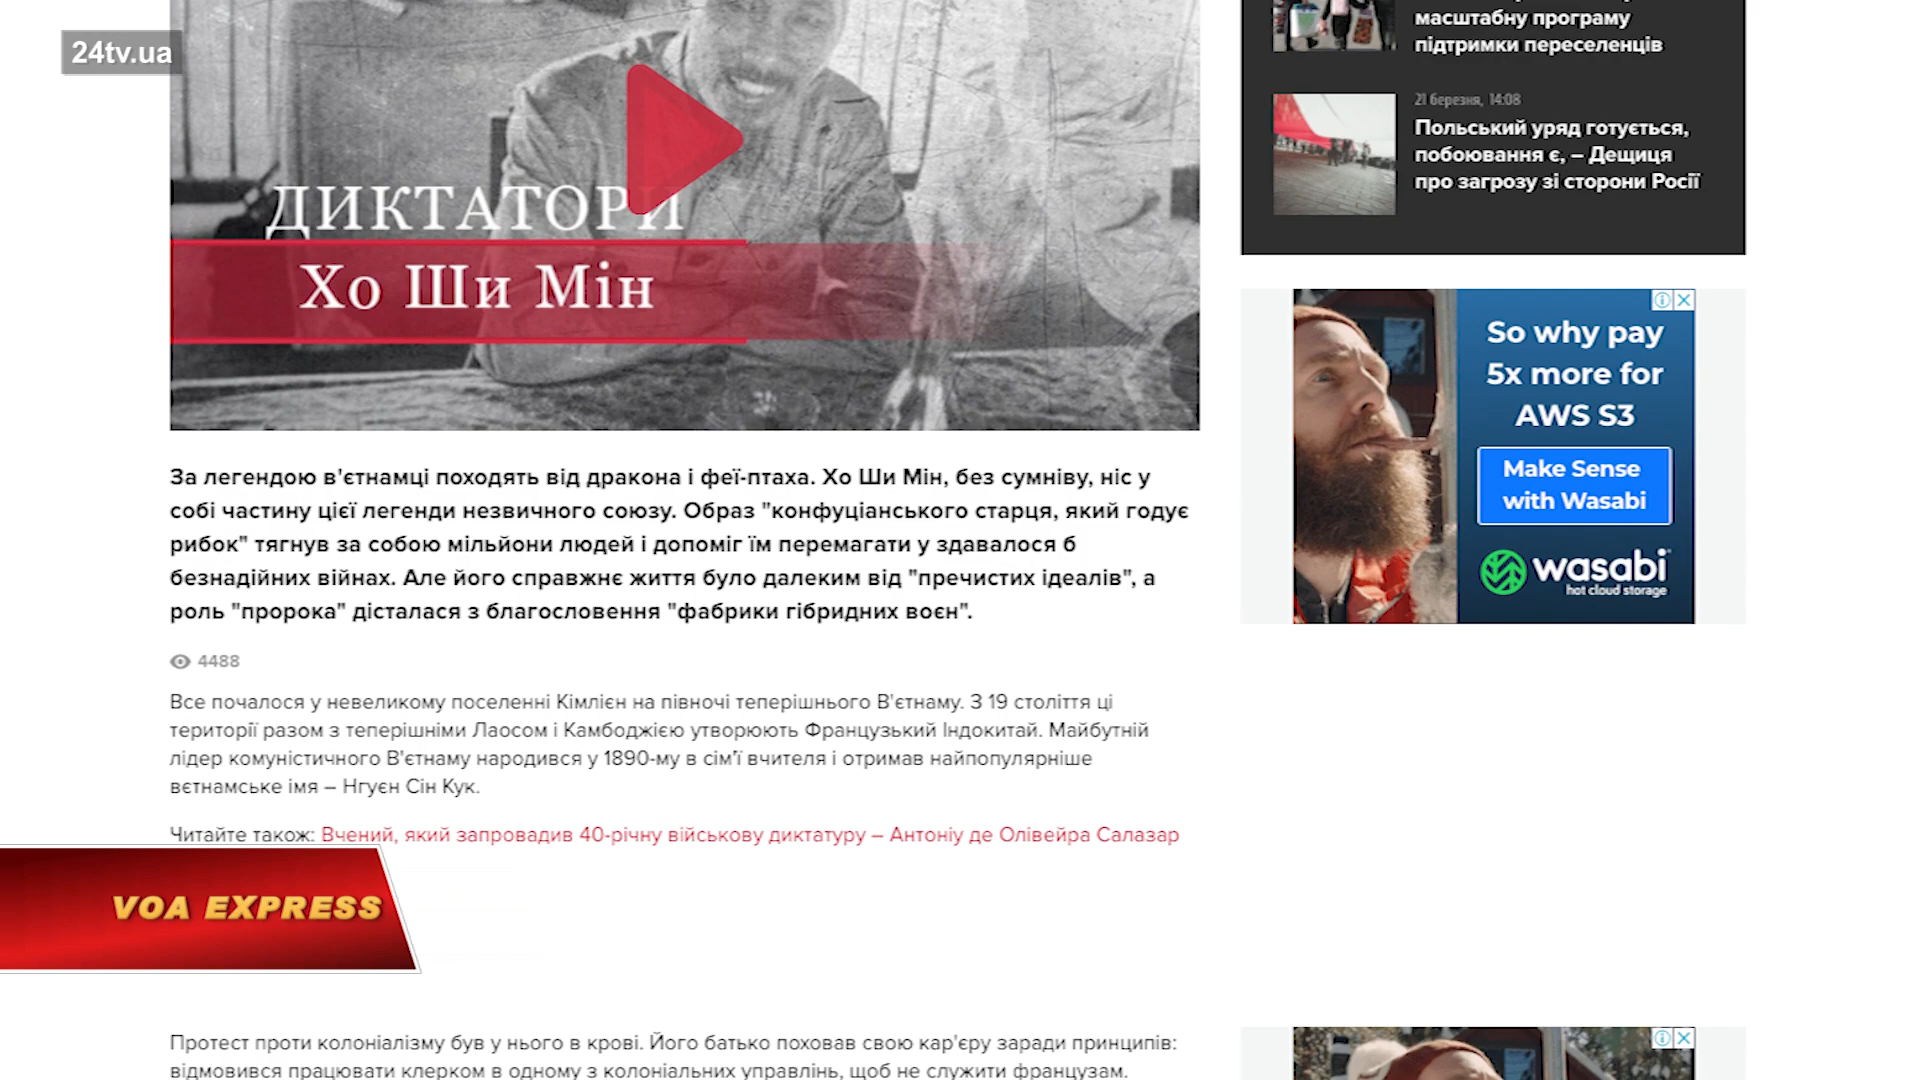 24tv.ua
ДИКТАТОРИ
Хо Ши Мін
За легендою в'єтнамці походять від дракона і феї-птаха. Хо Ши Мін, без сумніву, ніс у
собі частину цієї легенди незвичного союзу. Образ "конфуціанського старця, який годує
рибок" тягнув за собою мільйони людей і допоміг їм перемагати у здавалося б
безнадійних війнах. Але його справжнє життя було далеким від "пречистих ідеалів", а
роль "пророка" дісталася з благословення "фабрики гібридних воєн".
4488
Все почалося у невеликому поселенні Кімлієн на півночі теперішнього В'єтнаму. З 19 століття ці
території разом з теперішніми Лаосом і Камбоджією утворюють Французький Індокитай. Майбутній
лідер комуністичного В'єтнаму народився у 1890-му в сім'ї вчителя і отримав найпопулярніше
вєтнамське імя – Нгуєн Сін Кук.
Читайте також: Вчений, який запровадив 40-річну військову диктатуру – Антоніу де Олівейра Салазар
VOA EXPRESS
Протест проти колоніалізму був у нього в крові. Його батько поховав свою кар'єру заради принципів:
відмовився працювати клерком в одному з колоніальних управлінь, щоб не служити французам.
масштабну програму
підтримки переселенців
21 березня, 14:08
Польський уряд готується,
побоювання є, – Дещиця
про загрозу зі сторони Росії
So why pay
5x more for
AWS S3
Make Sense
with Wasabi
wasabi
hot cloud storage